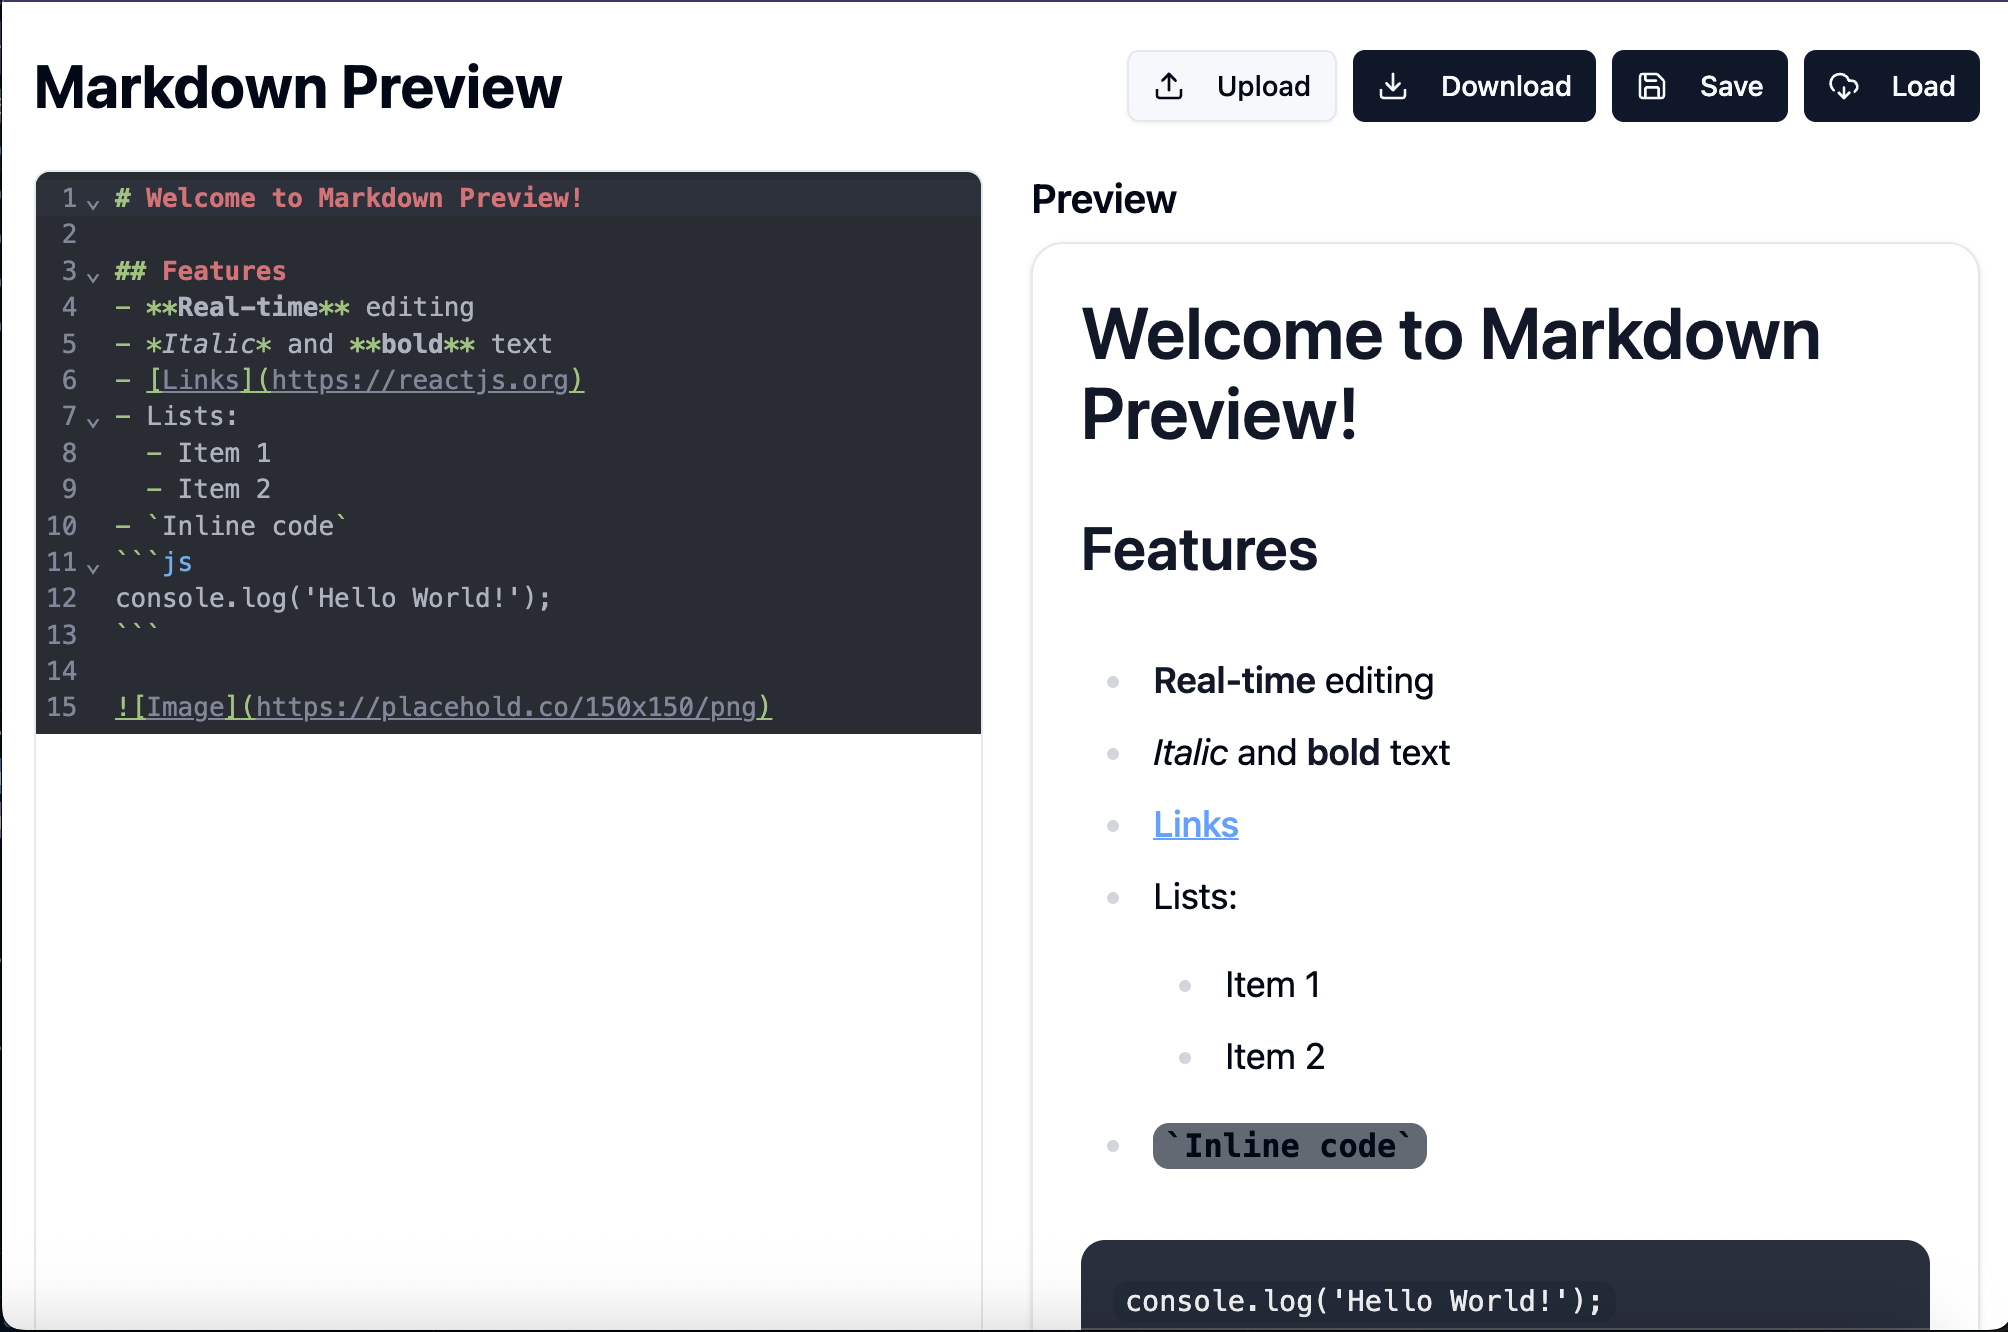 Markdown Preview
Upload
Download
Save
Load
1 # Welcome to Markdown Preview!
2
3 ## Features
4 - **Real-time** editing
5 - *Italic* and **bold** text
6 - [Links](https://reactjs.org)
7 - Lists:
8   - Item 1
9   - Item 2
10 - `Inline code`
11 ```js
12 console.log('Hello World!');
13 ```
14
15 ![Image](https://placehold.co/150x150/png)
Preview
Welcome to Markdown
Preview!
Features
Real-time editing
Italic and bold text
Links
Lists:
Item 1
Item 2
`Inline code`
console.log('Hello World!');